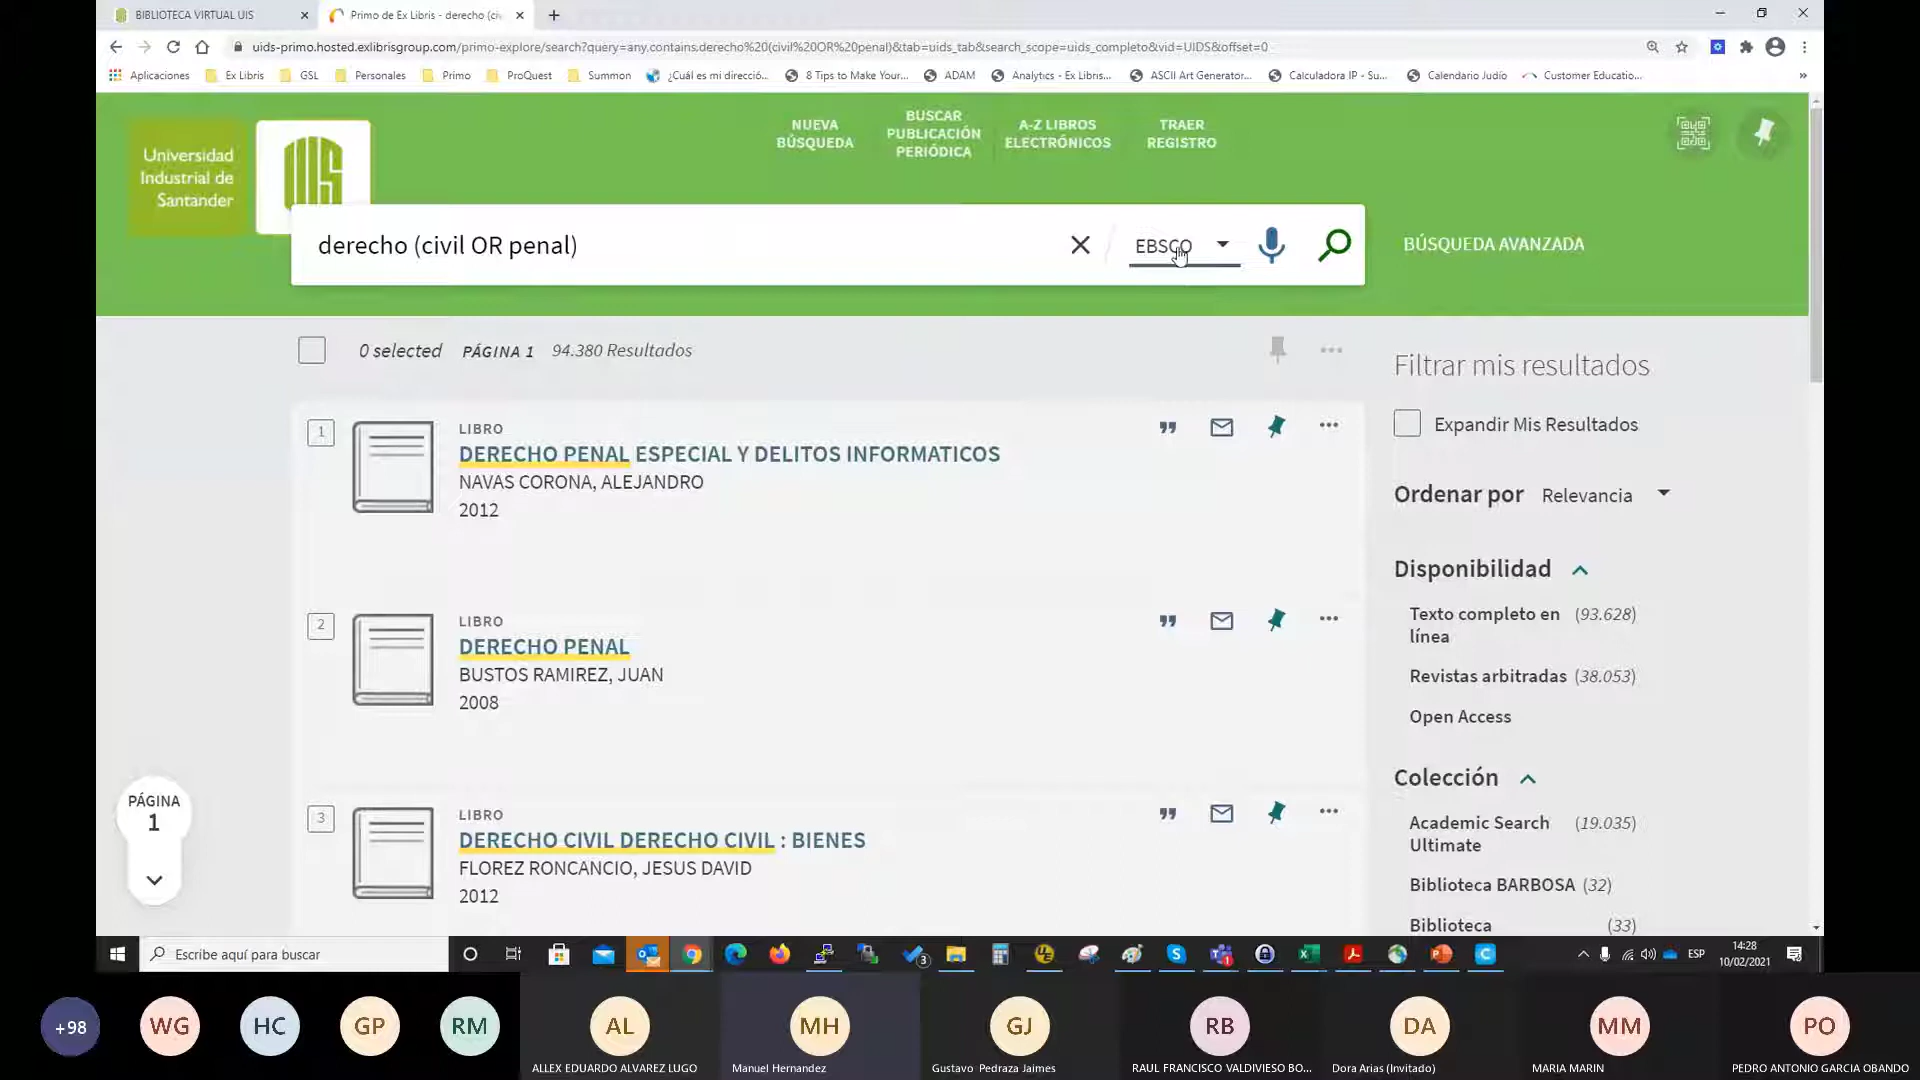 BIBLIOTECA VIRTUAL UIS
Primo de Ex Libris - derecho (civ
uids-primo.hosted.exlibrisgroup.com/primo-explore/search?query=any,contains,derecho%20(civil%20OR%20penal)&tab=uids_tab&search_scope=uids_completo&vid=UIDS&offset=0
Aplicaciones
Ex Libris
GSL
Personales
Primo
ProQuest
Summon
¿Cuál es mi direcció...
8 Tips to Make Your...
ADAM
Analytics - Ex Libris...
ASCII Art Generator...
Calculadora IP - Su...
Calendario Judío
Customer Educatio...
»
Universidad
Industrial de
Santander
UIS
NUEVA
BÚSQUEDA
BUSCAR
PUBLICACIÓN
PERIÓDICA
A-Z LIBROS
ELECTRÓNICOS
TRAER
REGISTRO
derecho (civil OR penal)
EBSCO
BÚSQUEDA AVANZADA
0 selected
PÁGINA 1
94.380 Resultados
1
LIBRO
DERECHO PENAL ESPECIAL Y DELITOS INFORMATICOS
NAVAS CORONA, ALEJANDRO
2012
2
LIBRO
DERECHO PENAL
BUSTOS RAMIREZ, JUAN
2008
3
LIBRO
DERECHO CIVIL DERECHO CIVIL : BIENES
FLOREZ RONCANCIO, JESUS DAVID
2012
PÁGINA
1
Filtrar mis resultados
Expandir Mis Resultados
Ordenar por Relevancia
Disponibilidad
Texto completo en (93.628)
línea
Revistas arbitradas (38.053)
Open Access
Colección
Academic Search (19.035)
Ultimate
Biblioteca BARBOSA (32)
Biblioteca (33)
Escribe aquí para buscar
3
ESP
14:28
10/02/2021
+98
WG
HC
GP
RM
AL
ALLEX EDUARDO ALVAREZ LUGO
MH
Manuel Hernandez
GJ
Gustavo Pedraza Jaimes
RB
RAUL FRANCISCO VALDIVIESO BO...
DA
Dora Arias (Invitado)
MM
MARIA MARIN
PO
PEDRO ANTONIO GARCIA OBANDO